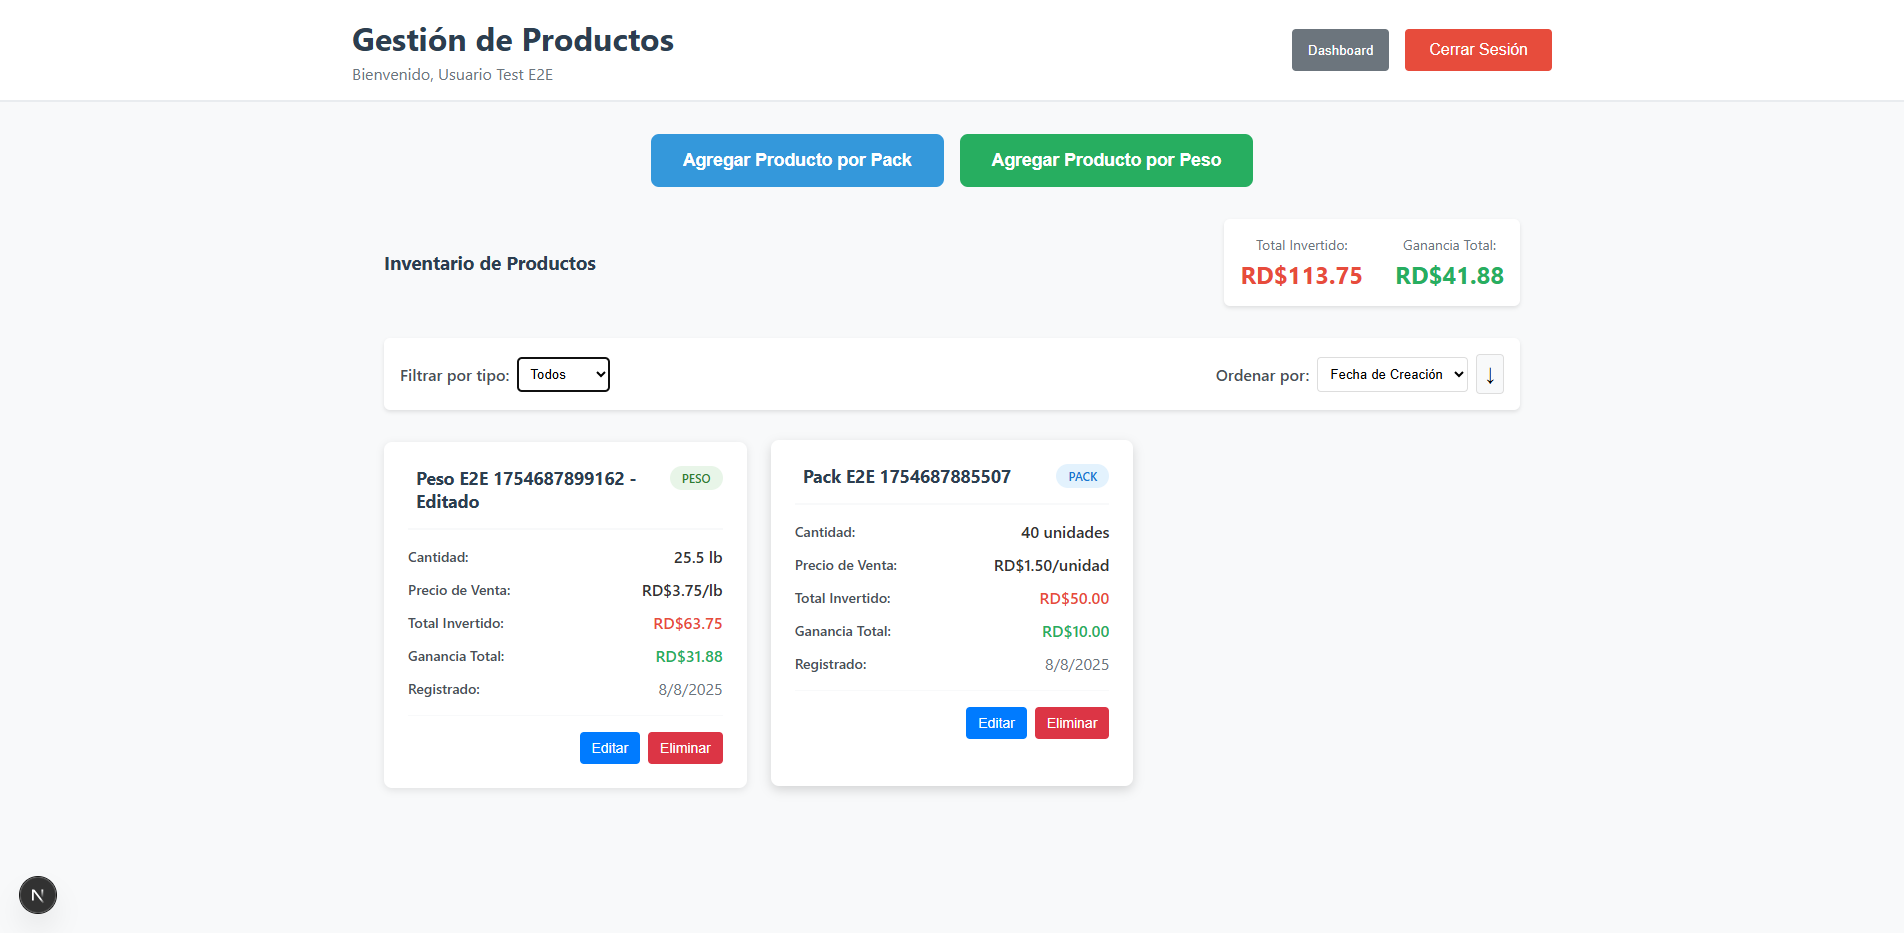 Gestión de Productos
Bienvenido, Usuario Test E2E
Dashboard
Cerrar Sesión
Agregar Producto por Pack
Agregar Producto por Peso
Inventario de Productos
Total Invertido:
RD$113.75
Ganancia Total:
RD$41.88
Filtrar por tipo:
Todos
Ordenar por:
Fecha de Creación
↓
Peso E2E 1754687899162 -
Editado
PESO
Cantidad: 25.5 lb
Precio de Venta: RD$3.75/lb
Total Invertido: RD$63.75
Ganancia Total: RD$31.88
Registrado: 8/8/2025
Editar
Eliminar
Pack E2E 1754687885507
PACK
Cantidad: 40 unidades
Precio de Venta: RD$1.50/unidad
Total Invertido: RD$50.00
Ganancia Total: RD$10.00
Registrado: 8/8/2025
Editar
Eliminar
N